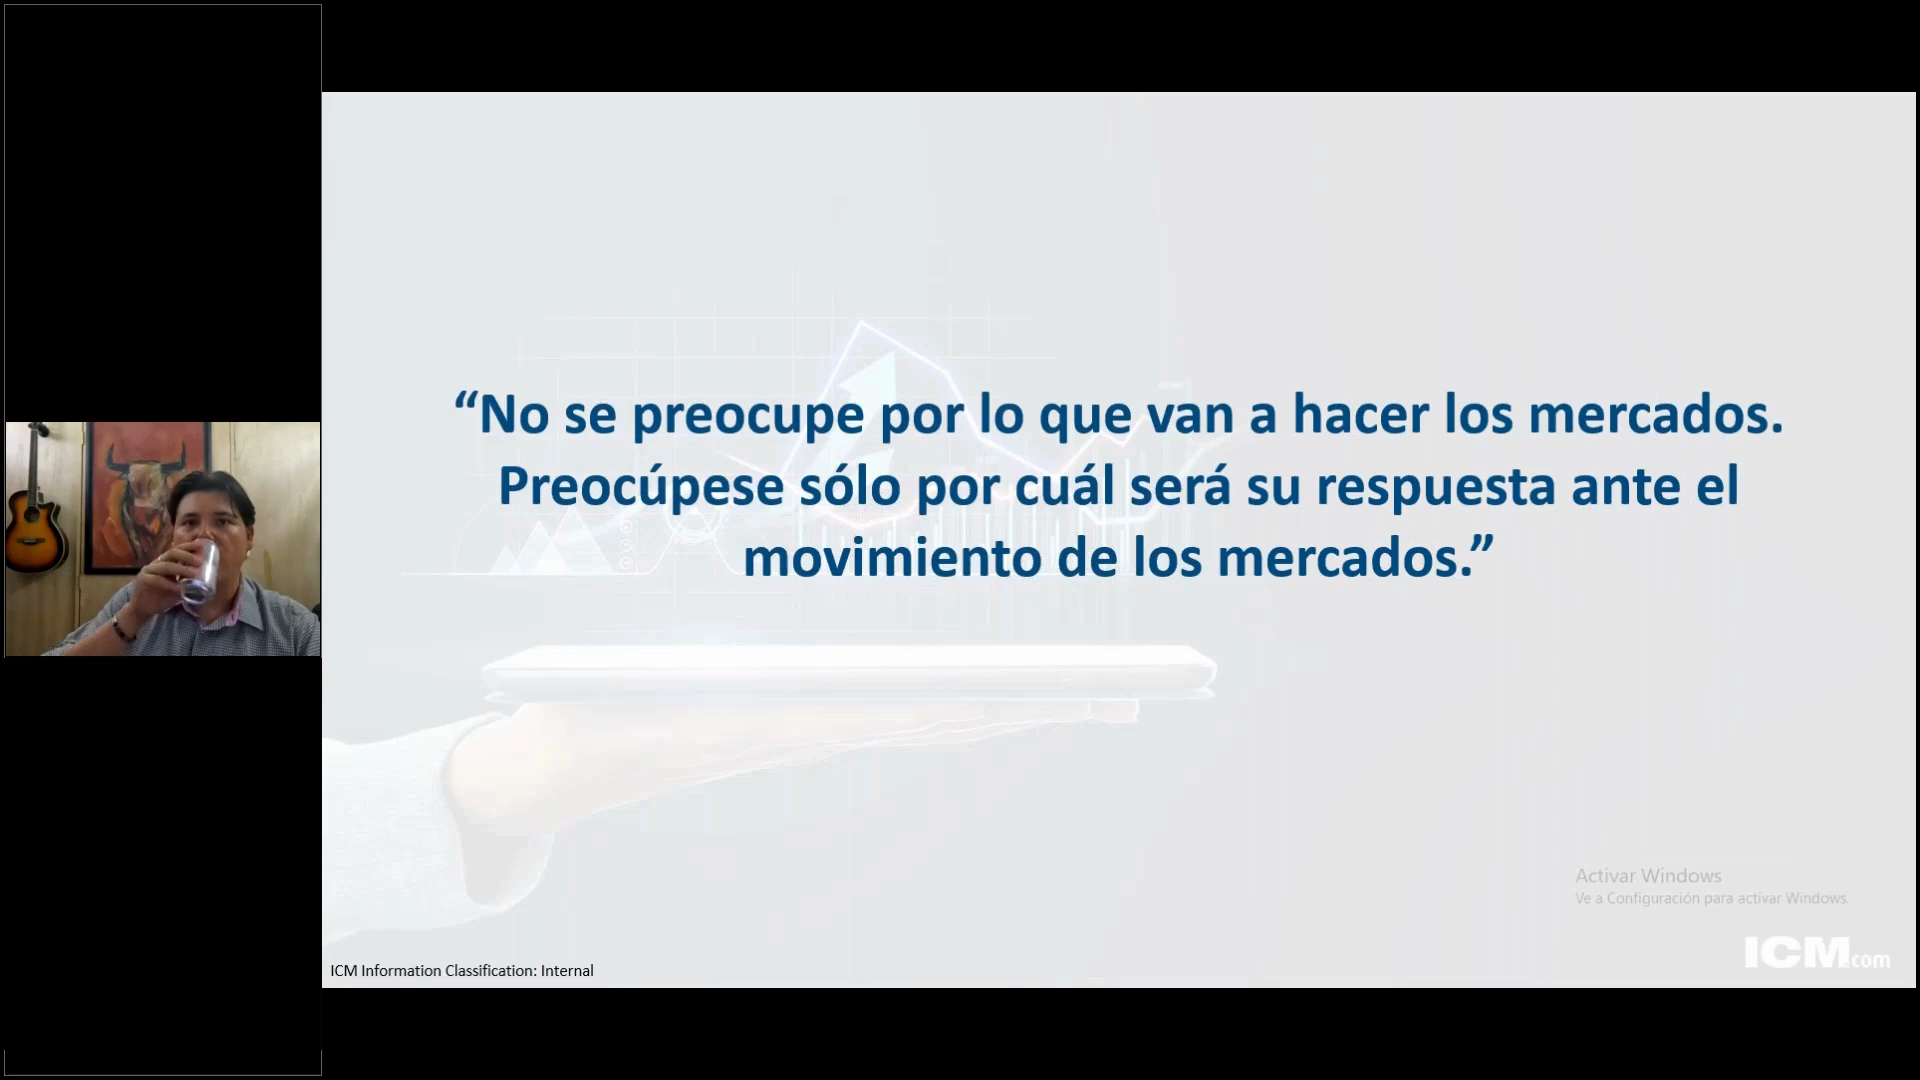 “No se preocupe por lo que van a hacer los mercados.
Preocúpese sólo por cuál será su respuesta ante el
movimiento de los mercados.”
Activar Windows
Ve a Configuración para activar Windows.
ICM.com
ICM Information Classification: Internal